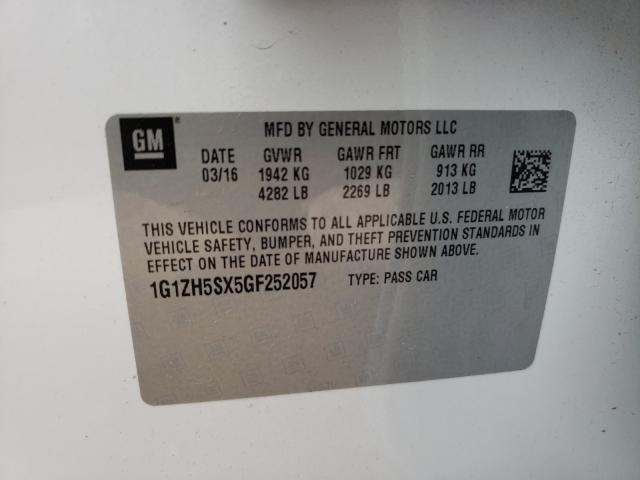 GM
MFD BY GENERAL MOTORS LLC
DATE GVWR GAWR FRT GAWR RR
03/16 1942 KG 1029 KG 913 KG
4282 LB 2269 LB 2013 LB
THIS VEHICLE CONFORMS TO ALL APPLICABLE U.S. FEDERAL MOTOR
VEHICLE SAFETY, BUMPER, AND THEFT PREVENTION STANDARDS IN
EFFECT ON THE DATE OF MANUFACTURE SHOWN ABOVE.
1G1ZH5SX5GF252057 TYPE: PASS CAR